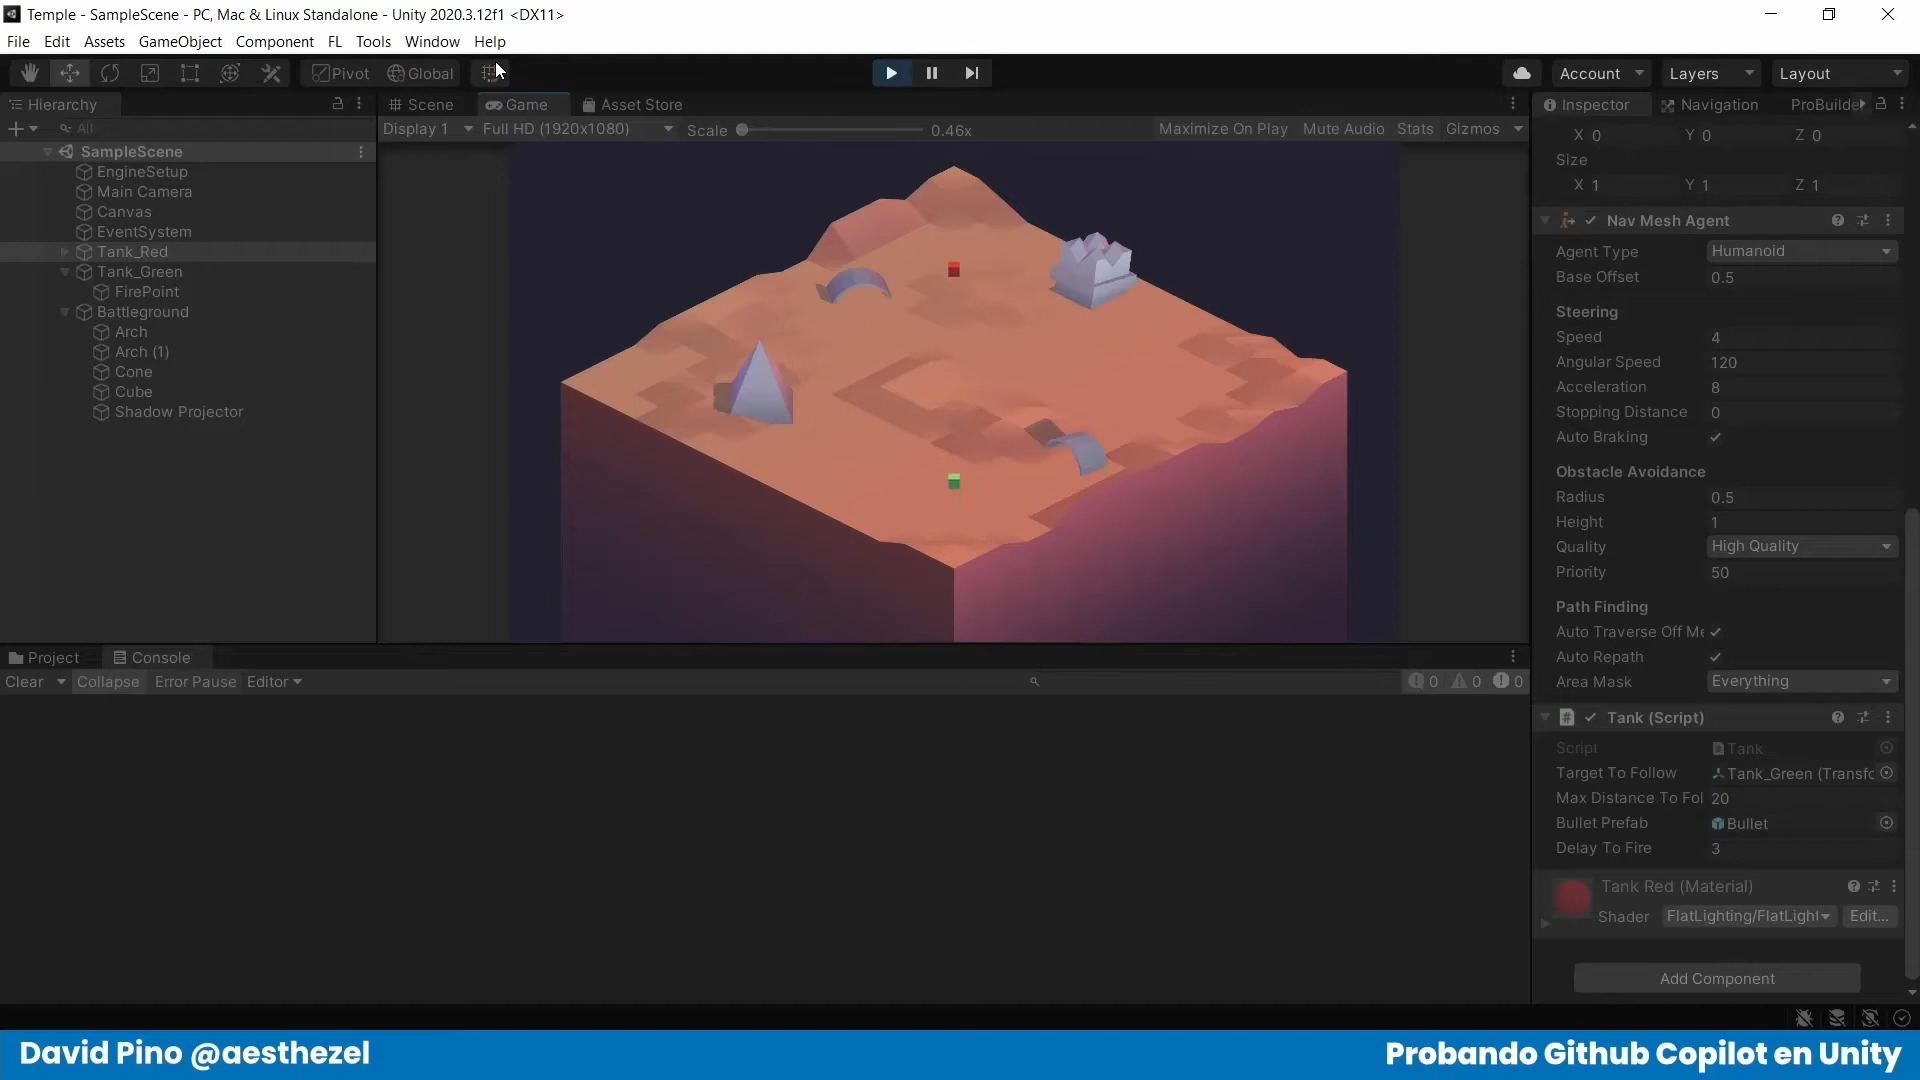 Temple - SampleScene - PC, Mac & Linux Standalone - Unity 2020.3.12f1 <DX11>
File Edit Assets GameObject Component FL Tools Window Help
Pivot Global Account Layers Layout
Hierarchy Scene Game Asset Store Inspector Navigation ProBuilde
All Display 1 Full HD (1920x1080) Scale 0.46x Maximize On Play Mute Audio Stats Gizmos
SampleScene
EngineSetup
Main Camera
Canvas
EventSystem
Tank_Red
Tank_Green
FirePoint
Battleground
Arch
Arch (1)
Cone
Cube
Shadow Projector
X 0 Y 0 Z 0
Size
X 1 Y 1 Z 1
Nav Mesh Agent
Agent Type Humanoid
Base Offset 0.5
Steering
Speed 4
Angular Speed 120
Acceleration 8
Stopping Distance 0
Auto Braking
Obstacle Avoidance
Radius 0.5
Height 1
Quality High Quality
Priority 50
Path Finding
Auto Traverse Off Me
Auto Repath
Area Mask Everything
Tank (Script)
Script Tank
Target To Follow Tank_Green (Transfo
Max Distance To Fol 20
Bullet Prefab Bullet
Delay To Fire 3
Tank Red (Material)
Shader FlatLighting/FlatLight Edit...
Add Component
Project Console
Clear Collapse Error Pause Editor 0 0 0
David Pino @aesthezel
Probando Github Copilot en Unity